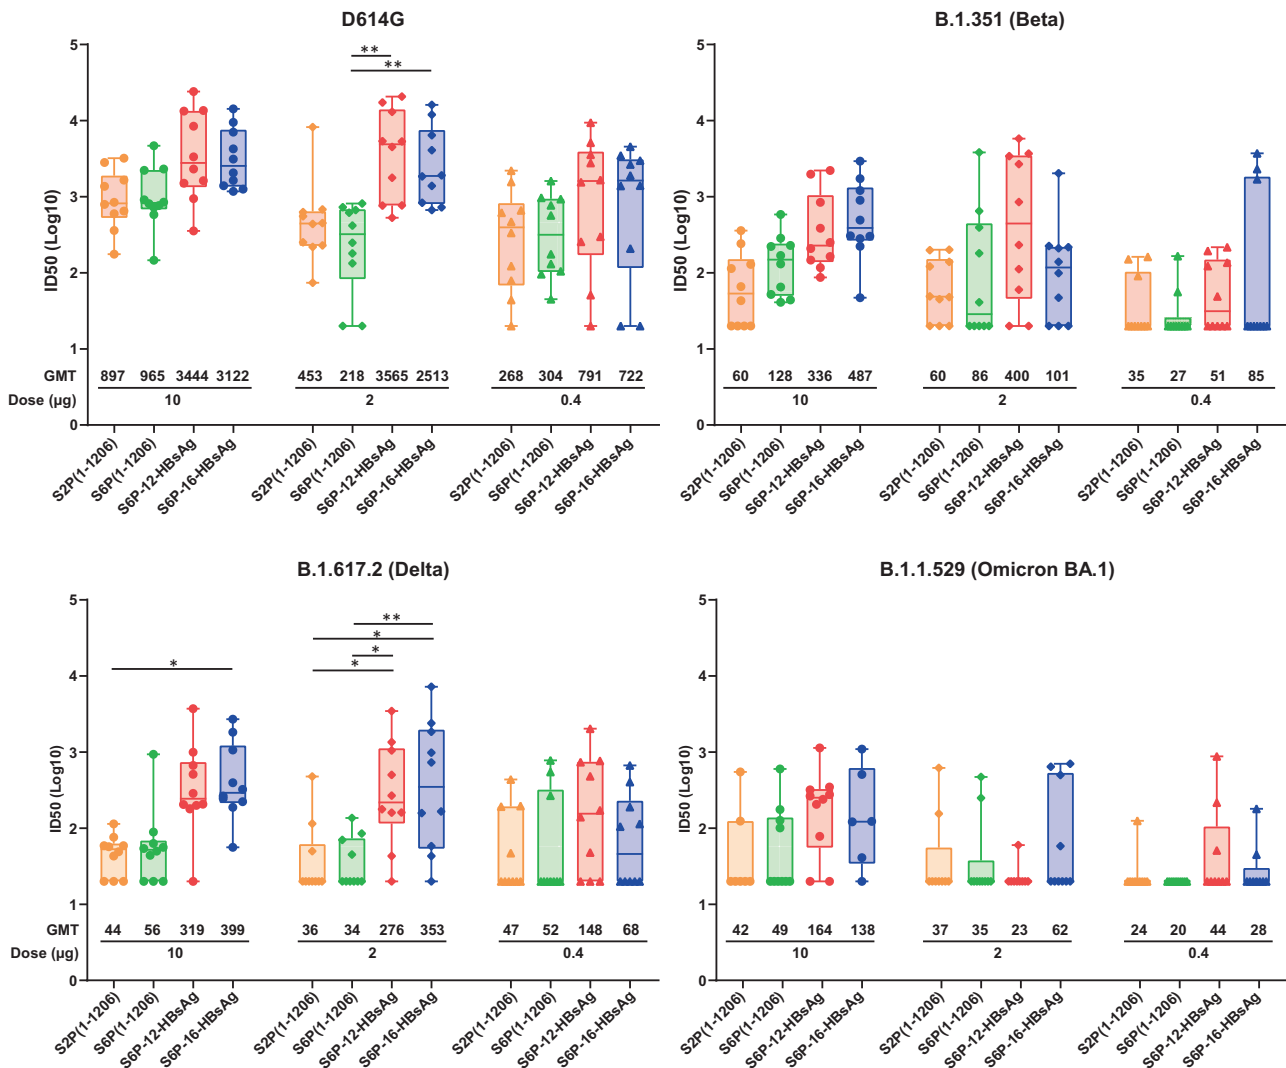 D614G
5
4
3
2
1
0
ID50 (Log10)
** 
**
GMT 897 965 3444 3122 453 218 3565 2513 268 304 791 722
Dose (µg) 10 2 0.4
S2P(1-1206) S6P(1-1206) S6P-12-HBsAg S6P-16-HBsAg S2P(1-1206) S6P(1-1206) S6P-12-HBsAg S6P-16-HBsAg S2P(1-1206) S6P(1-1206) S6P-12-HBsAg S6P-16-HBsAg
B.1.351 (Beta)
5
4
3
2
1
0
ID50 (Log10)
60 128 336 487 60 86 400 101 35 27 51 85
10 2 0.4
S2P(1-1206) S6P(1-1206) S6P-12-HBsAg S6P-16-HBsAg S2P(1-1206) S6P(1-1206) S6P-12-HBsAg S6P-16-HBsAg S2P(1-1206) S6P(1-1206) S6P-12-HBsAg S6P-16-HBsAg
B.1.617.2 (Delta)
5
4
3
2
1
0
ID50 (Log10)
**
*
*
*
*
GMT 44 56 319 399 36 34 276 353 47 52 148 68
Dose (µg) 10 2 0.4
S2P(1-1206) S6P(1-1206) S6P-12-HBsAg S6P-16-HBsAg S2P(1-1206) S6P(1-1206) S6P-12-HBsAg S6P-16-HBsAg S2P(1-1206) S6P(1-1206) S6P-12-HBsAg S6P-16-HBsAg
B.1.1.529 (Omicron BA.1)
5
4
3
2
1
0
ID50 (Log10)
42 49 164 138 37 35 23 62 24 20 44 28
10 2 0.4
S2P(1-1206) S6P(1-1206) S6P-12-HBsAg S6P-16-HBsAg S2P(1-1206) S6P(1-1206) S6P-12-HBsAg S6P-16-HBsAg S2P(1-1206) S6P(1-1206) S6P-12-HBsAg S6P-16-HBsAg